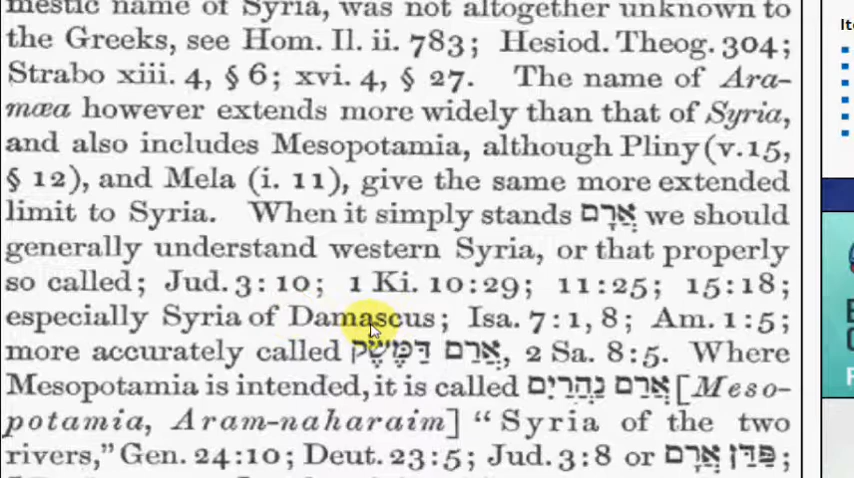 mestic name of Syria, was not altogether unknown to
the Greeks, see Hom. Il. ii. 783; Hesiod. Theog. 304;
Strabo xiii. 4, § 6; xvi. 4, § 27. The name of Ara-
mæa however extends more widely than that of Syria,
and also includes Mesopotamia, although Pliny (v. 15,
§ 12), and Mela (i. 11), give the same more extended
limit to Syria. When it simply stands אֲרָם we should
generally understand western Syria, or that properly
so called; Jud. 3:10; 1 Ki. 10:29; 11:25; 15:18;
especially Syria of Damascus; Isa. 7:1, 8; Am. 1:5;
more accurately called אֲרַם דַּמֶּשֶׂק, 2 Sa. 8:5. Where
Mesopotamia is intended, it is called אֲרַם נַהֲרַיִם [Meso-
potamia, Aram-naharaim] “Syria of the two
rivers,” Gen. 24:10; Deut. 23:5; Jud. 3:8 or פַּדַּן אֲרָם;